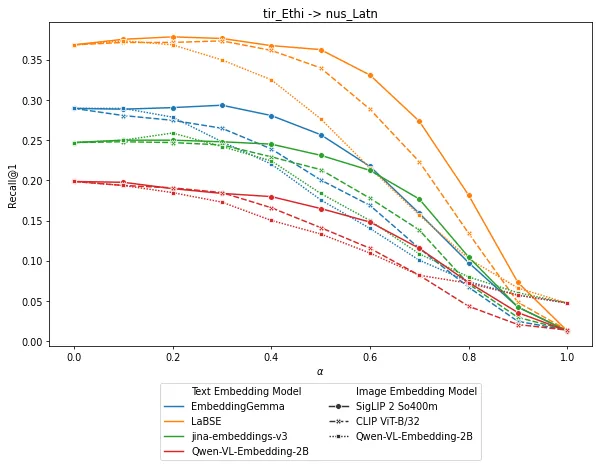 tir_Ethi -> nus_Latn
Recall@1
0.35
0.30
0.25
0.20
0.15
0.10
0.05
0.00
0.0 0.2 0.4 0.6 0.8 1.0
α
Text Embedding Model Image Embedding Model
EmbeddingGemma SigLIP 2 So400m
LaBSE CLIP ViT-B/32
jina-embeddings-v3 Qwen-VL-Embedding-2B
Qwen-VL-Embedding-2B